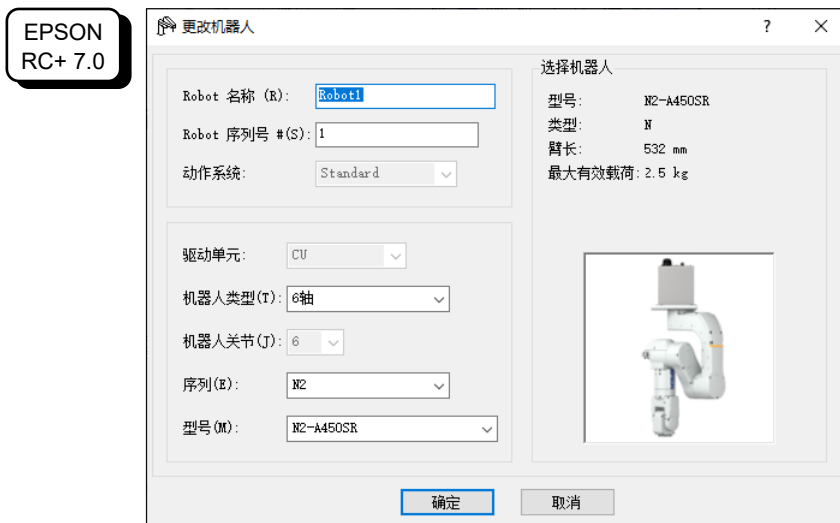 EPSON
RC+ 7.0
更改机器人
Robot 名称 (R): Robot1
Robot 序列号 #(S): 1
动作系统: Standard
驱动单元: CU
机器人类型(T): 6轴
机器人关节(J): 6
序列(E): N2
型号(M): N2-A450SR
选择机器人
型号: N2-A450SR
类型: N
臂长: 532 mm
最大有效载荷: 2.5 kg
确定
取消